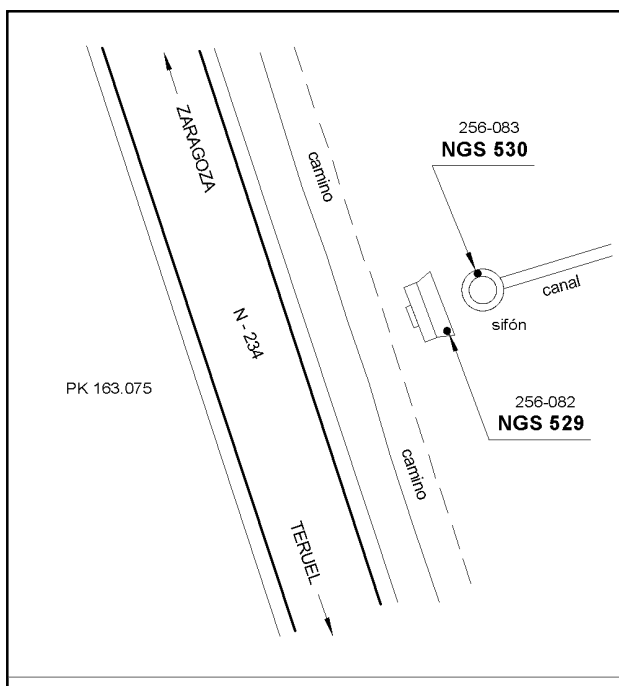 ZARAGOZA
camino
256-083
NGS 530
canal
sifón
N - 234
PK 163.075
256-082
NGS 529
camino
TERUEL